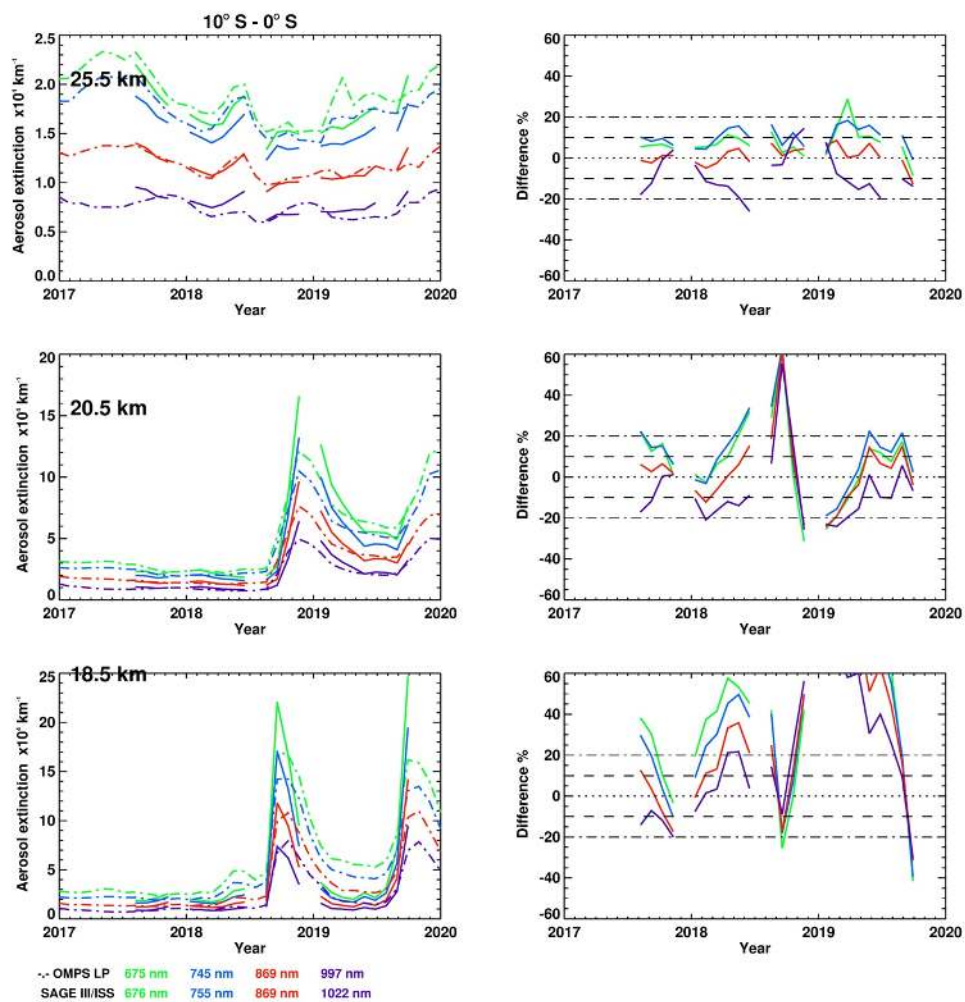 10° S - 0° S
25.5 km
Aerosol extinction x10⁴ km⁻¹
2.5
2.0
1.5
1.0
0.5
0.0
2017 2018 2019 2020
Year
Difference %
60
40
20
0
-20
-40
-60
2017 2018 2019 2020
Year
20.5 km
Aerosol extinction x10⁴ km⁻¹
20
15
10
5
0
2017 2018 2019 2020
Year
Difference %
60
40
20
0
-20
-40
-60
2017 2018 2019 2020
Year
18.5 km
Aerosol extinction x10⁴ km⁻¹
25
20
15
10
5
0
2017 2018 2019 2020
Year
Difference %
60
40
20
0
-20
-40
-60
2017 2018 2019 2020
Year
-.- OMPS LP 675 nm 745 nm 869 nm 997 nm
SAGE III/ISS 676 nm 755 nm 869 nm 1022 nm